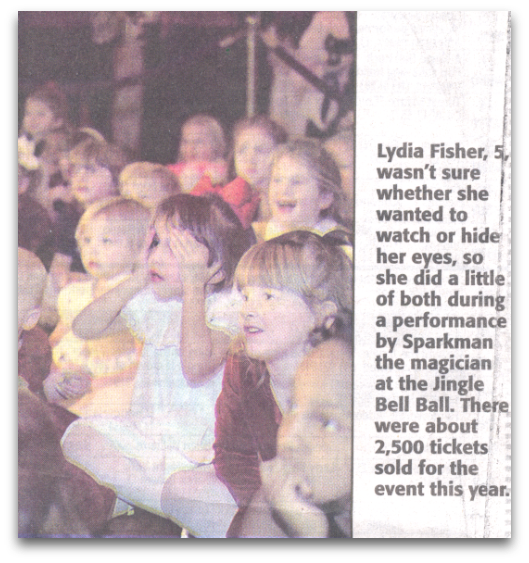 Lydia Fisher, 5,
wasn't sure
whether she
wanted to
watch or hide
her eyes, so
she did a little
of both during
a performance
by Sparkman
the magician
at the Jingle
Bell Ball. There
were about
2,500 tickets
sold for the
event this year.